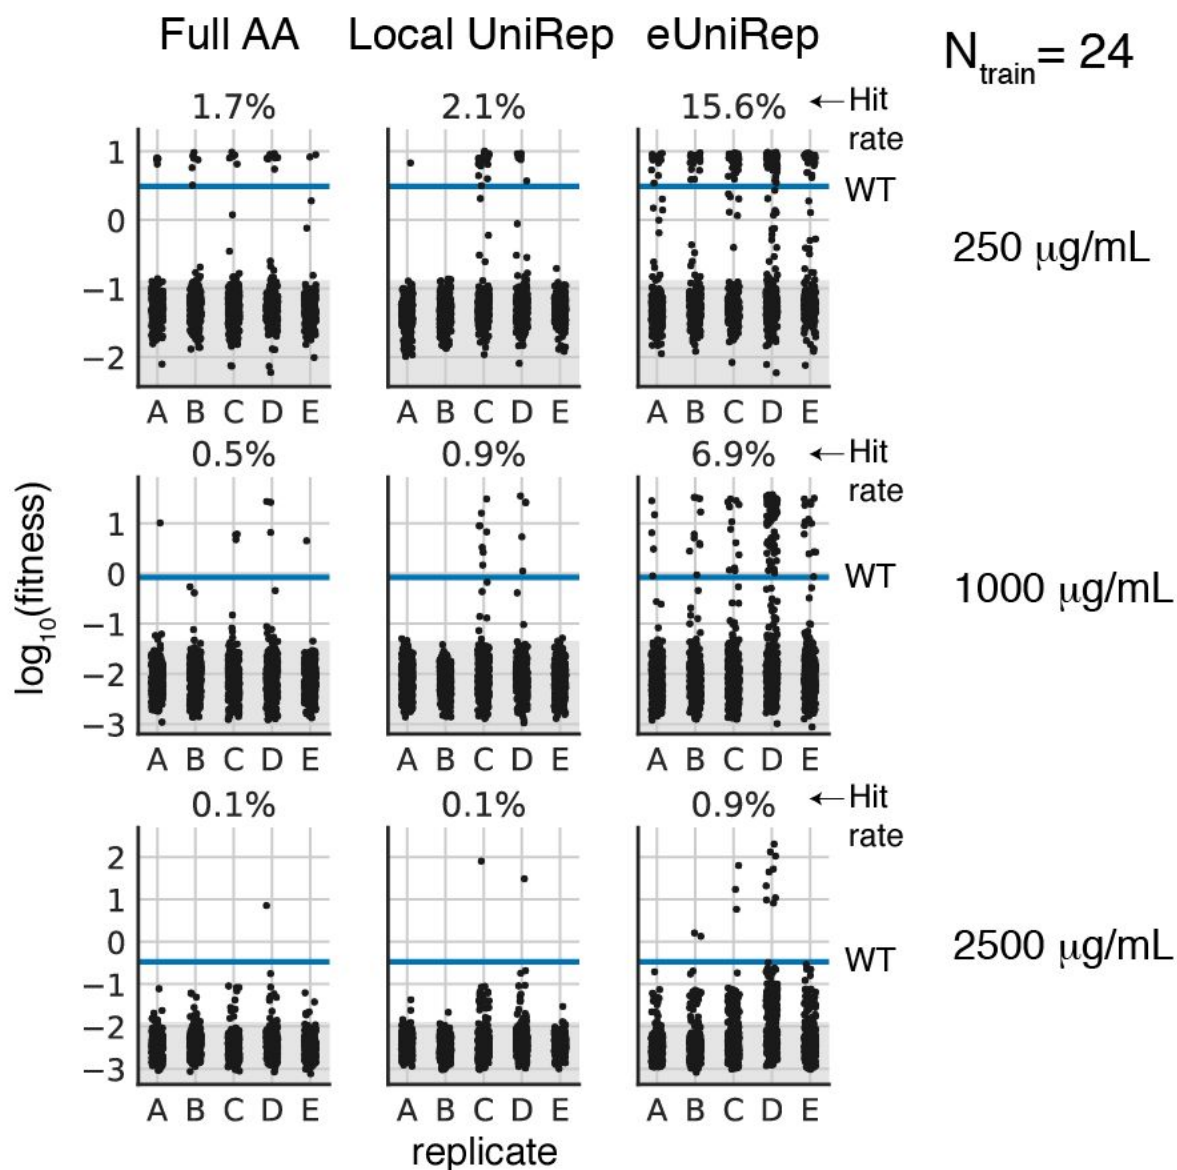 Full AA Local UniRep eUniRep N_train = 24
1.7% 2.1% 15.6% ←Hit rate
1
0
−1
−2
WT
250 μg/mL
A B C D E A B C D E A B C D E
0.5% 0.9% 6.9% ←Hit rate
log10(fitness)
1
0
−1
−2
−3
WT
1000 μg/mL
A B C D E A B C D E A B C D E
0.1% 0.1% 0.9% ←Hit rate
2
1
0
−1
−2
−3
WT
2500 μg/mL
A B C D E A B C D E A B C D E
replicate